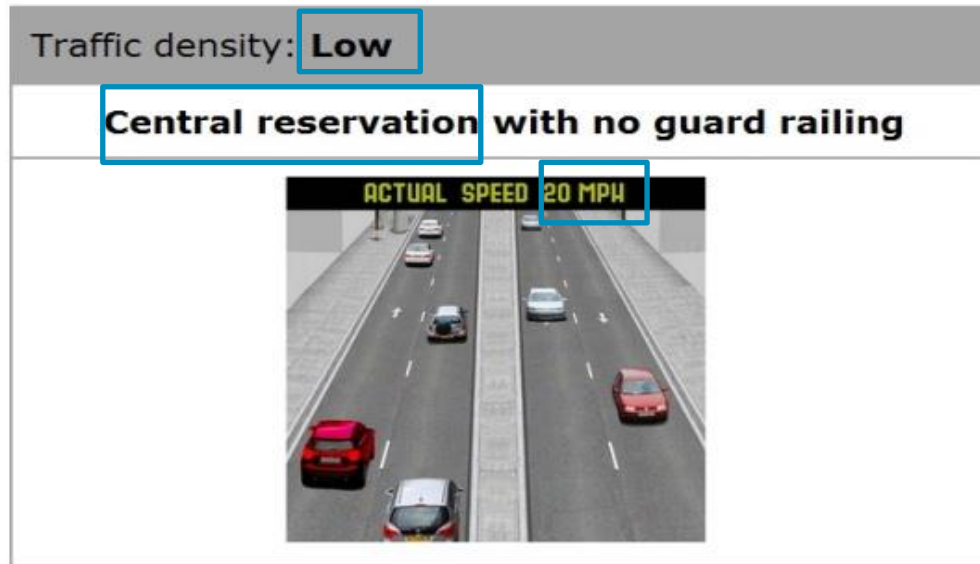 Traffic density: Low
Central reservation with no guard railing
ACTUAL SPEED 20 MPH